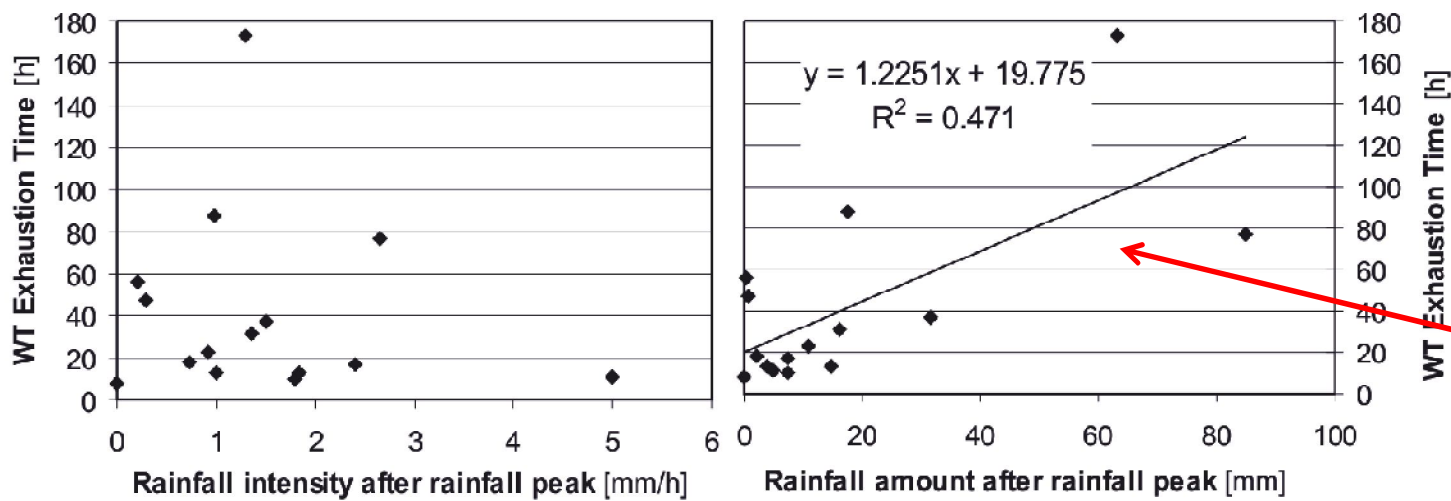 WT Exhaustion Time [h]
180
160
140
120
100
80
60
40
20
0
0 1 2 3 4 5 6
Rainfall intensity after rainfall peak [mm/h]
y = 1.2251x + 19.775
R² = 0.471
180
160
140
120
100
80
60
40
20
0
0 20 40 60 80 100
Rainfall amount after rainfall peak [mm]
WT Exhaustion Time [h]